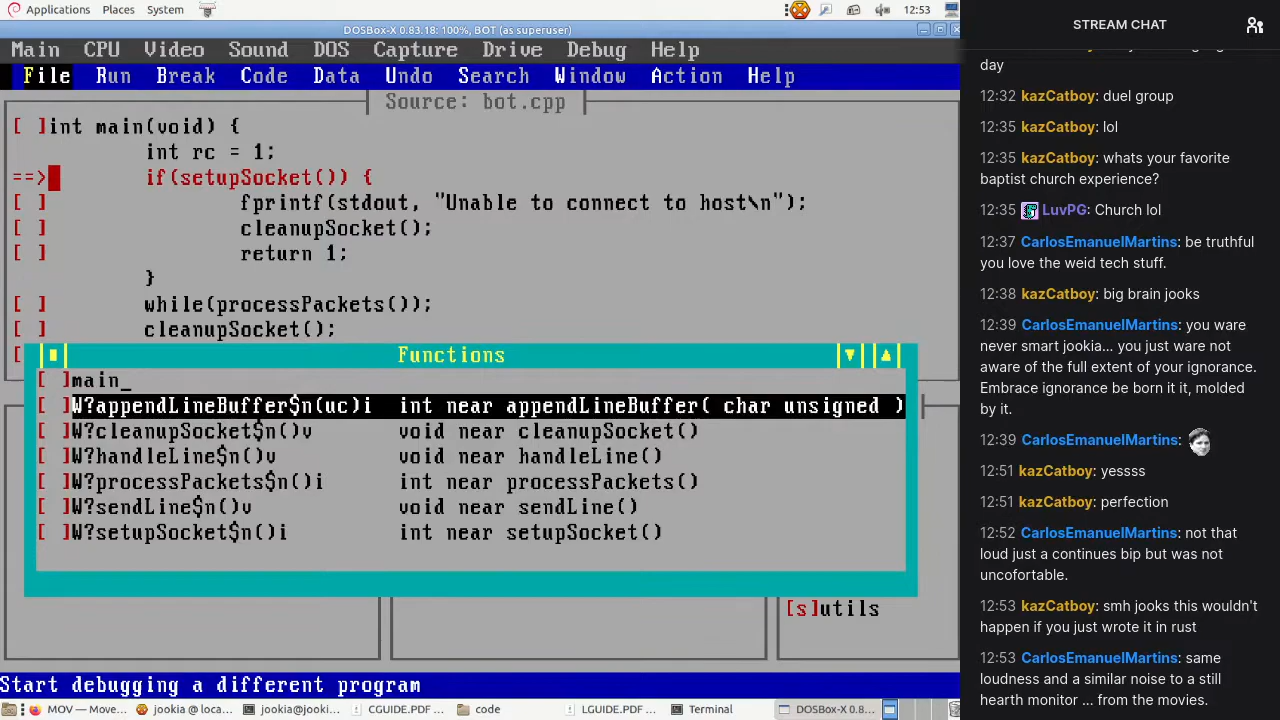 Applications Places System 12:53
DOSBox-X 0.83.18: 100%, BOT (as superuser)
Main CPU Video Sound DOS Capture Drive Debug Help
File Run Break Code Data Undo Search Window Action Help
Source: bot.cpp
[ ]int main(void) {
int rc = 1;
==> if(setupSocket()) {
[ ] fprintf(stdout, "Unable to connect to host\n");
[ ] cleanupSocket();
[ ] return 1;
}
[ ] while(processPackets());
[ ] cleanupSocket();
Functions
[ ]main_
[ ]W?appendLineBuffer$n(uc)i int near appendLineBuffer( char unsigned )
[ ]W?cleanupSocket$n()v void near cleanupSocket()
[ ]W?handleLine$n()v void near handleLine()
[ ]W?processPackets$n()i int near processPackets()
[ ]W?sendLine$n()v void near sendLine()
[ ]W?setupSocket$n()i int near setupSocket()
[s]utils
Start debugging a different program
MOV — Move... jookia @ loca... jookia@jooki... CGUIDE.PDF ... code LGUIDE.PDF ... Terminal DOSBox-X 0.8...
STREAM CHAT
day
12:32 kazCatboy: duel group
12:35 kazCatboy: lol
12:35 kazCatboy: whats your favorite
baptist church experience?
12:35 LuvPG: Church lol
12:37 CarlosEmanuelMartins: be truthful
you love the weid tech stuff.
12:38 kazCatboy: big brain jooks
12:39 CarlosEmanuelMartins: you ware
never smart jookia... you just ware not
aware of the full extent of your ignorance.
Embrace ignorance be born it it, molded
by it.
12:39 CarlosEmanuelMartins:
12:51 kazCatboy: yessss
12:51 kazCatboy: perfection
12:52 CarlosEmanuelMartins: not that
loud just a continues bip but was not
uncofortable.
12:53 kazCatboy: smh jooks this wouldn't
happen if you just wrote it in rust
12:53 CarlosEmanuelMartins: same
loudness and a similar noise to a still
hearth monitor ... from the movies.